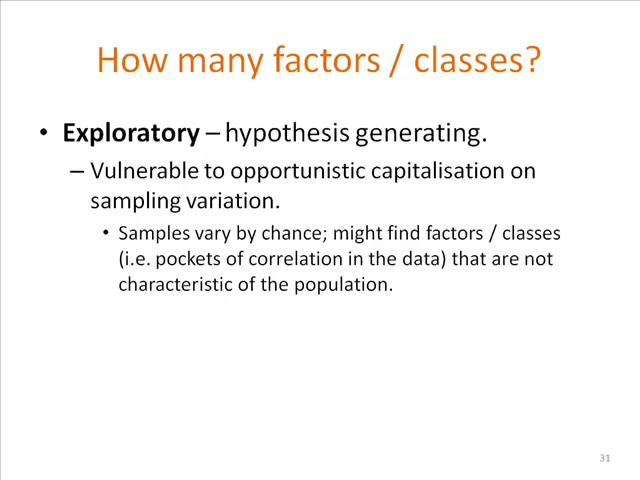 How many factors / classes?
• Exploratory – hypothesis generating.
– Vulnerable to opportunistic capitalisation on
sampling variation.
• Samples vary by chance; might find factors / classes
(i.e. pockets of correlation in the data) that are not
characteristic of the population.
31